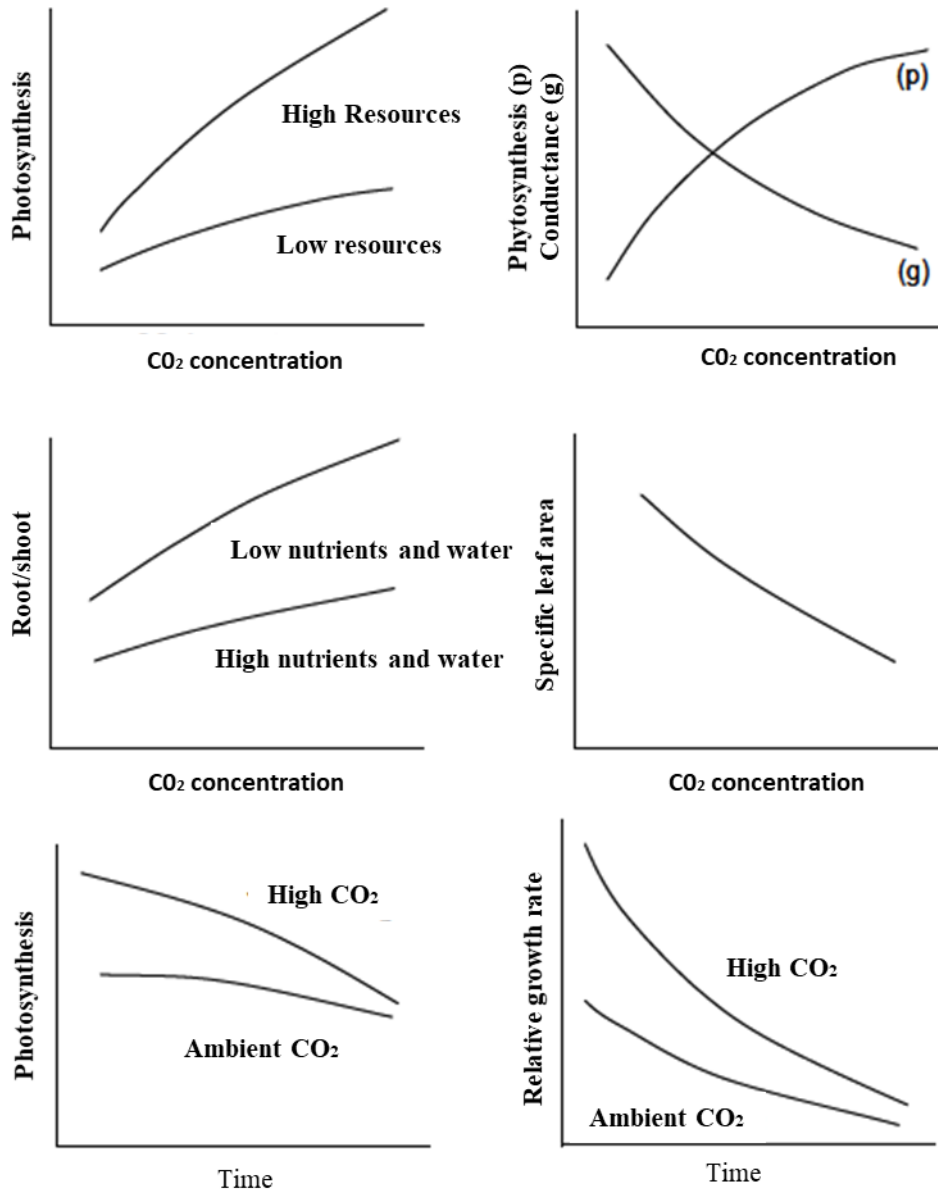 Photosynthesis
High Resources
Low resources
C0₂ concentration
Phytosynthesis (p)
Conductance (g)
(p)
(g)
C0₂ concentration
Root/shoot
Low nutrients and water
High nutrients and water
C0₂ concentration
Specific leaf area
C0₂ concentration
Photosynthesis
High CO₂
Ambient CO₂
Time
Relative growth rate
High CO₂
Ambient CO₂
Time